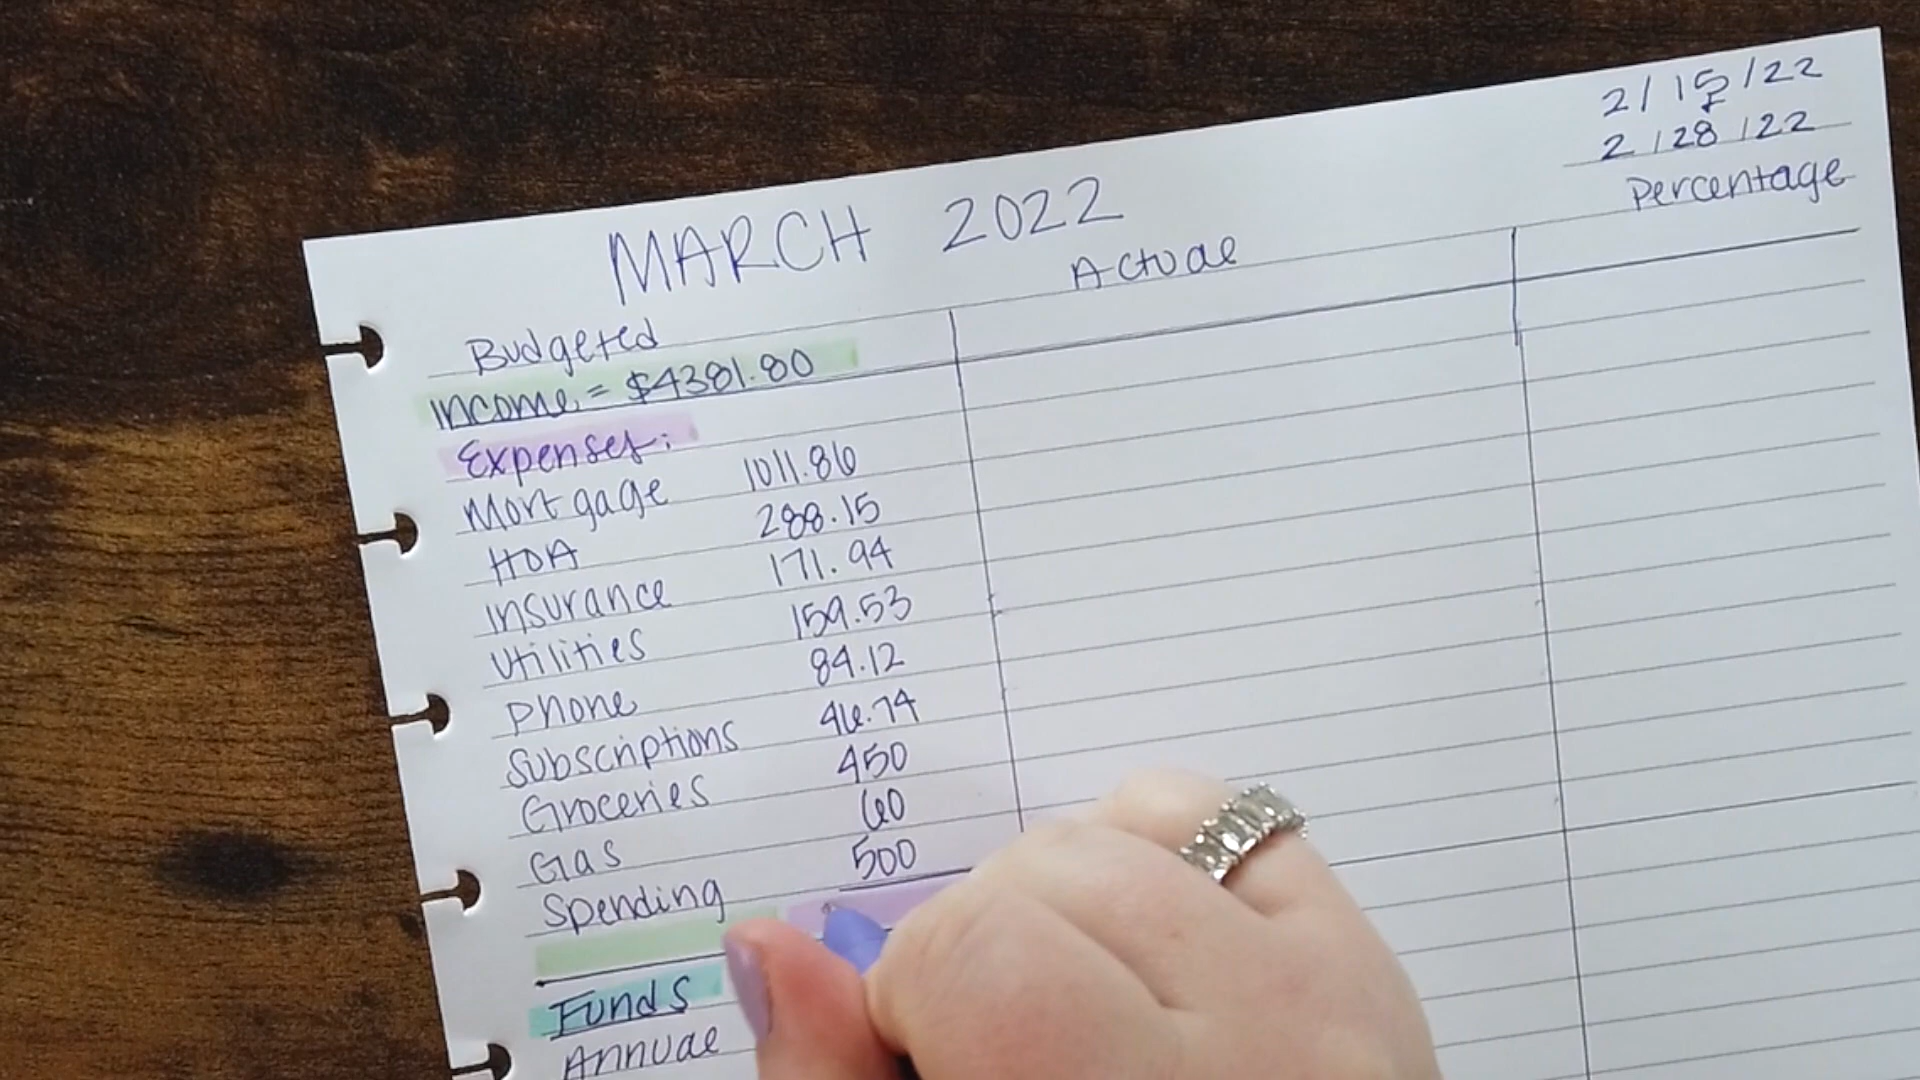 2/15/22
&
2/28/22
MARCH 2022
Budgeted Actual Percentage
income = $4381.80
Expenses:
Mortgage 1011.86
HOA 288.15
insurance 171.94
Utilities 159.53
Phone 84.12
Subscriptions 46.74
Groceries 450
Gas 60
Spending 500
Funds
Annual